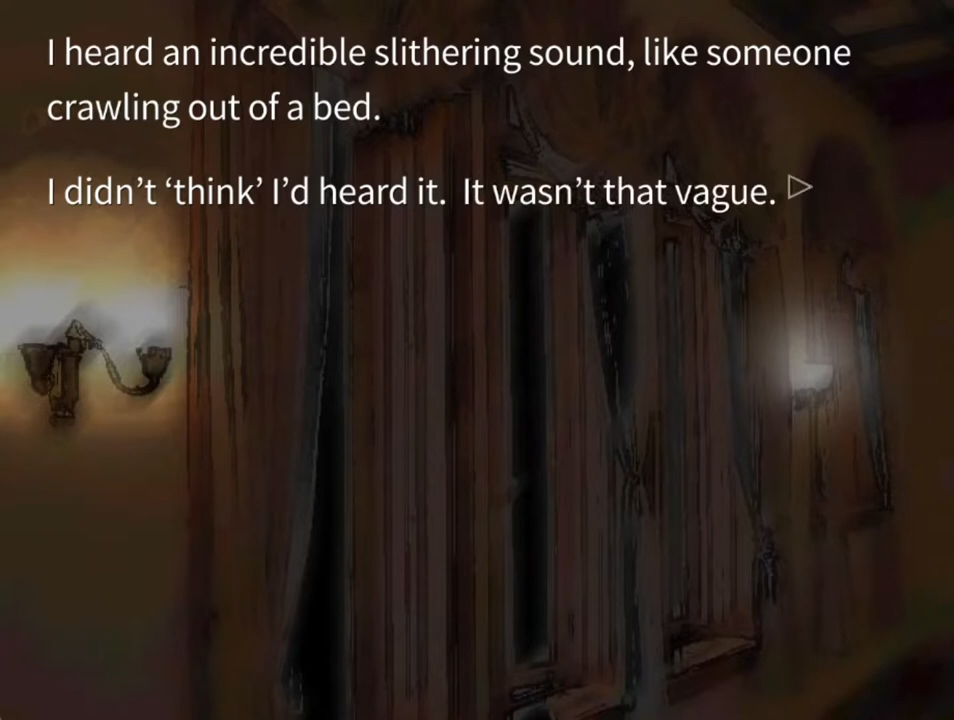 I heard an incredible slithering sound, like someone
crawling out of a bed.
I didn’t ‘think’ I’d heard it.  It wasn’t that vague.